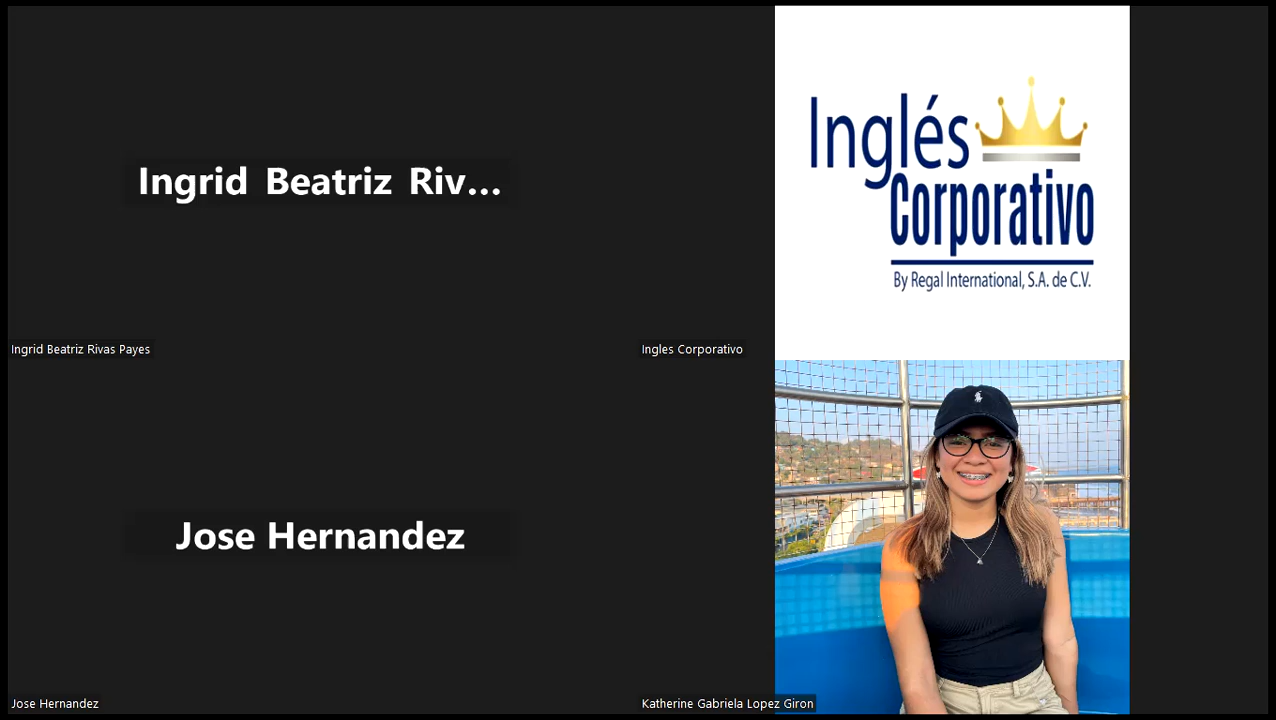 Ingrid Beatriz Riv...
Inglés
Corporativo
By Regal International, S.A. de C.V.
Ingrid Beatriz Rivas Payes
Ingles Corporativo
Jose Hernandez
Jose Hernandez
Katherine Gabriela Lopez Giron